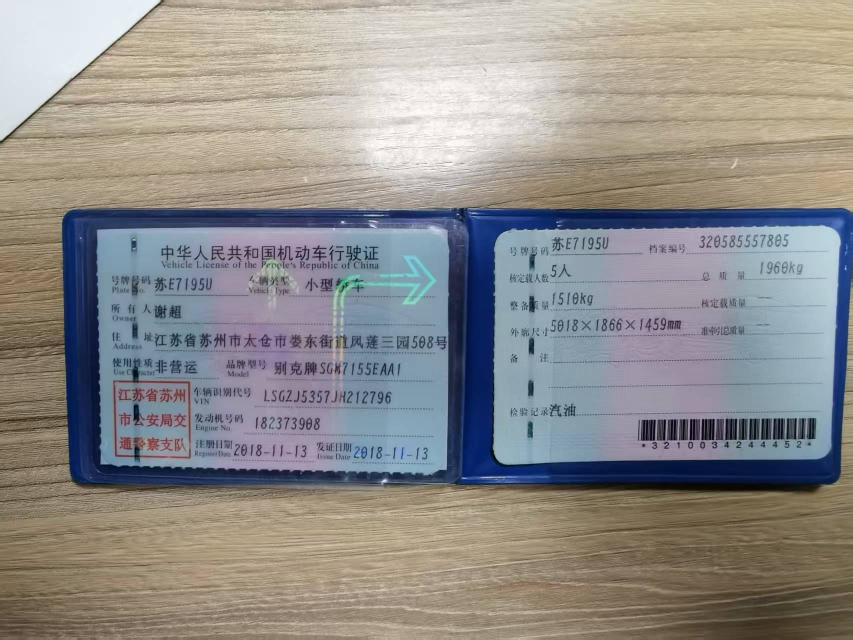 中华人民共和国机动车行驶证
Vehicle License of the People's Republic of China
号牌号码 苏E7195U 车辆类型 小型轿车
Plate No. Vehicle Type
所有人 谢超
Owner
住址 江苏省苏州市太仓市娄东街道凤莲三园508号
Address
使用性质 非营运 品牌型号 别克牌SGM7155EAA1
Use Character Model
江苏省苏州市公安局交通警察支队
车辆识别代号 LSGZJ5357JH212796
VIN
发动机号码 182373908
Engine No.
注册日期 2018-11-13 发证日期 2018-11-13
Register Date Issue Date
号牌号码 苏E7195U 档案编号 320585557805
核定载人数 5人 总质量 1960kg
整备质量 1510kg 核定载质量 --
外廓尺寸 5018×1866×1459mm 准牵引总质量 --
备注
检验记录 汽油
*3210034244452*